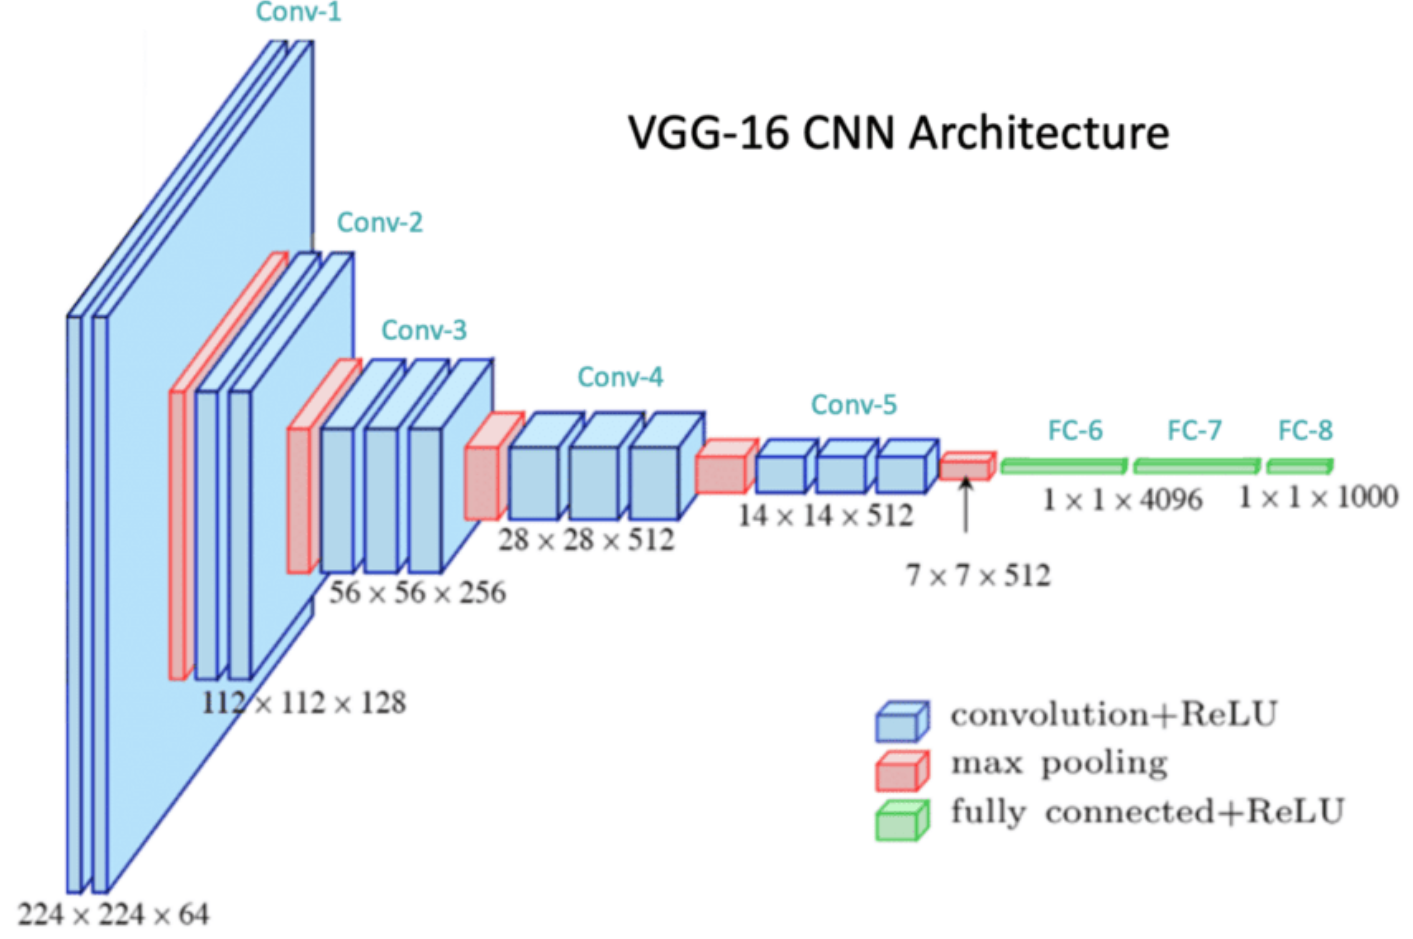 Conv-1
VGG-16 CNN Architecture
Conv-2
Conv-3
Conv-4
Conv-5
FC-6
FC-7
FC-8
1 × 1 × 4096
1 × 1 × 1000
14 × 14 × 512
28 × 28 × 512
7 × 7 × 512
56 × 56 × 256
112 × 112 × 128
224 × 224 × 64
convolution+ReLU
max pooling
fully connected+ReLU